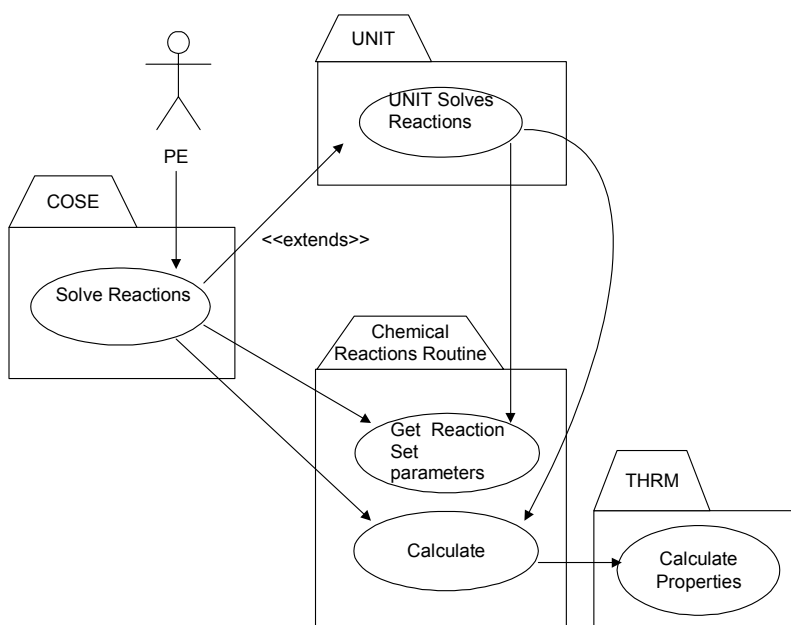 UNIT
UNIT Solves
Reactions
PE
COSE
<<extends>>
Solve Reactions
Chemical
Reactions Routine
Get Reaction
Set
parameters
THRM
Calculate
Calculate
Properties